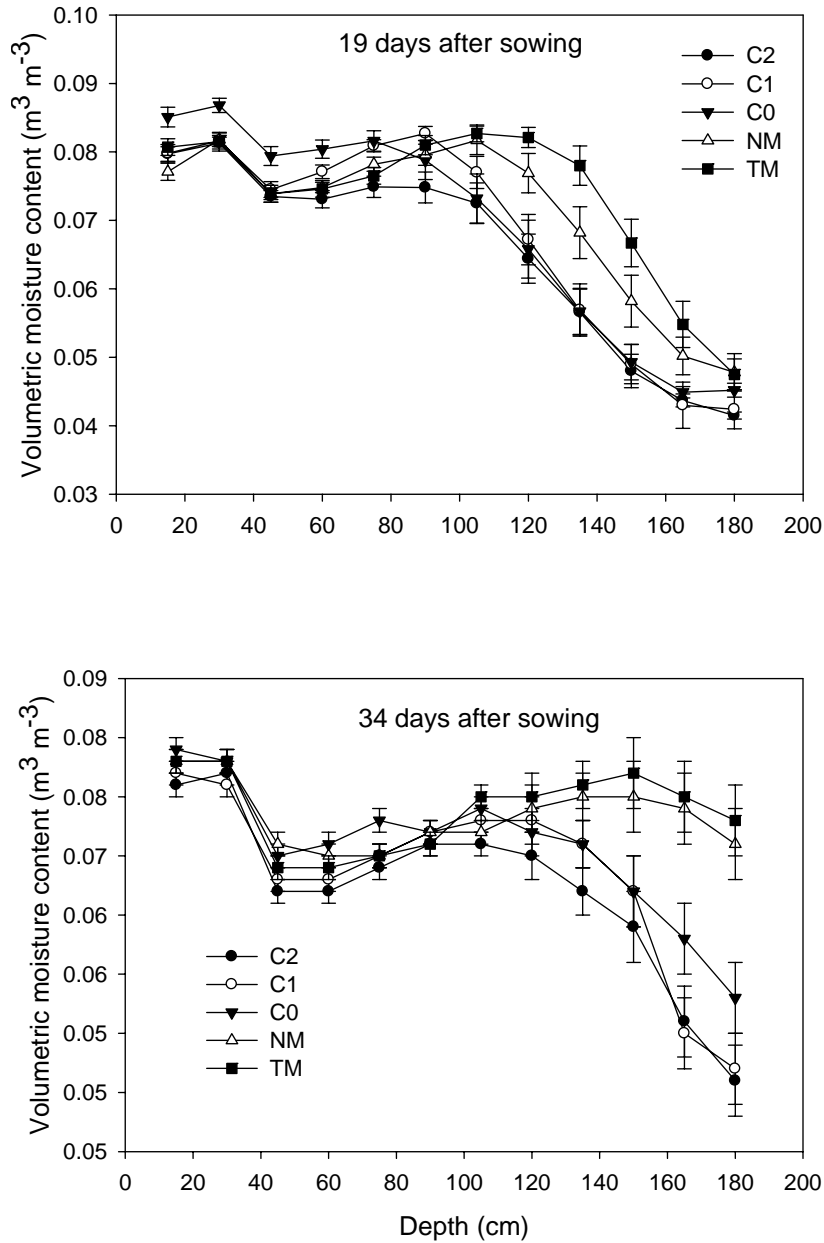 19 days after sowing
C2
C1
C0
NM
TM
Volumetric moisture content (m³ m⁻³)
0.10
0.09
0.08
0.07
0.06
0.05
0.04
0.03
0 20 40 60 80 100 120 140 160 180 200
34 days after sowing
Volumetric moisture content (m³ m⁻³)
0.09
0.08
0.08
0.07
0.06
0.06
0.05
0.05
0.05
C2
C1
C0
NM
TM
0 20 40 60 80 100 120 140 160 180 200
Depth (cm)